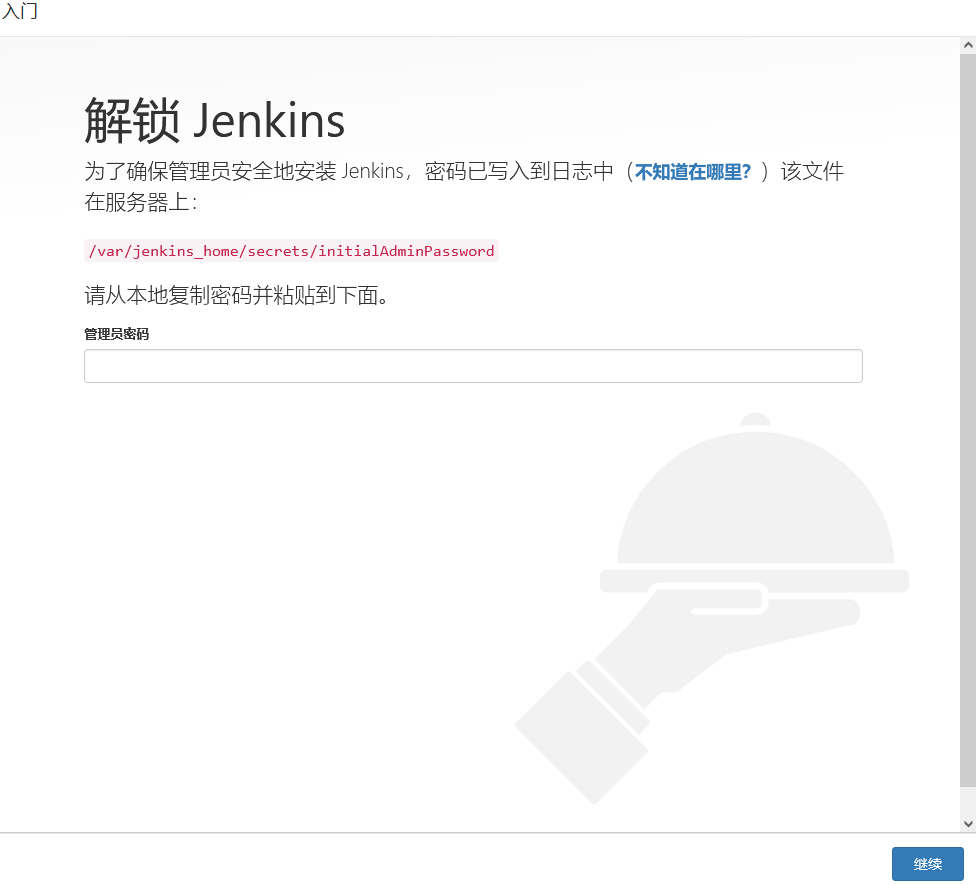 入门
解锁 Jenkins
为了确保管理员安全地安装 Jenkins，密码已写入到日志中（不知道在哪里？）该文件
在服务器上：
/var/jenkins_home/secrets/initialAdminPassword
请从本地复制密码并粘贴到下面。
管理员密码
继续